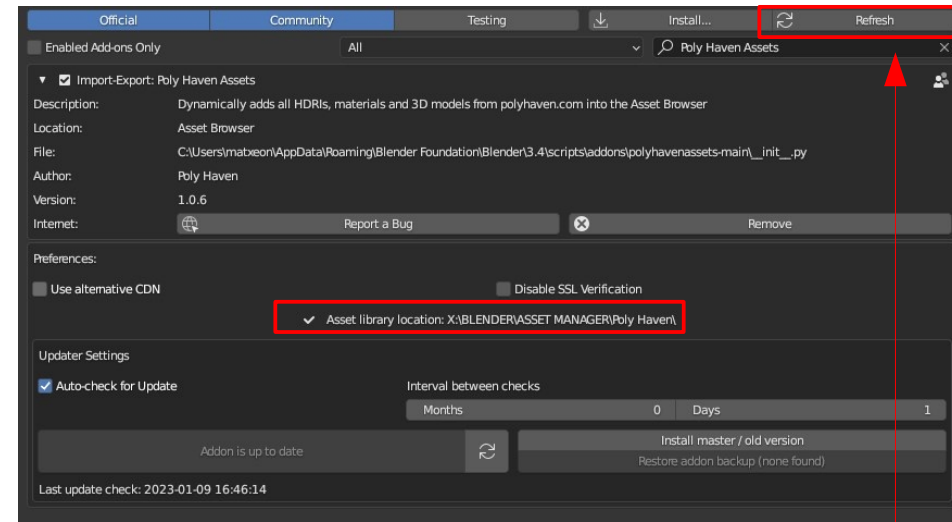 Official Community Testing Install... Refresh
Enabled Add-ons Only All Poly Haven Assets
Import-Export: Poly Haven Assets
Description: Dynamically adds all HDRIs, materials and 3D models from polyhaven.com into the Asset Browser
Location: Asset Browser
File: C:\Users\matxeon\AppData\Roaming\Blender Foundation\Blender\3.4\scripts\addons\polyhavenassets-main\__init__.py
Author: Poly Haven
Version: 1.0.6
Internet: Report a Bug Remove
Preferences:
Use alternative CDN Disable SSL Verification
Asset library location: X:\BLENDER\ASSET MANAGER\Poly Haven\
Updater Settings
Auto-check for Update Interval between checks
Months 0 Days 1
Addon is up to date Install master / old version
Restore addon backup (none found)
Last update check: 2023-01-09 16:46:14